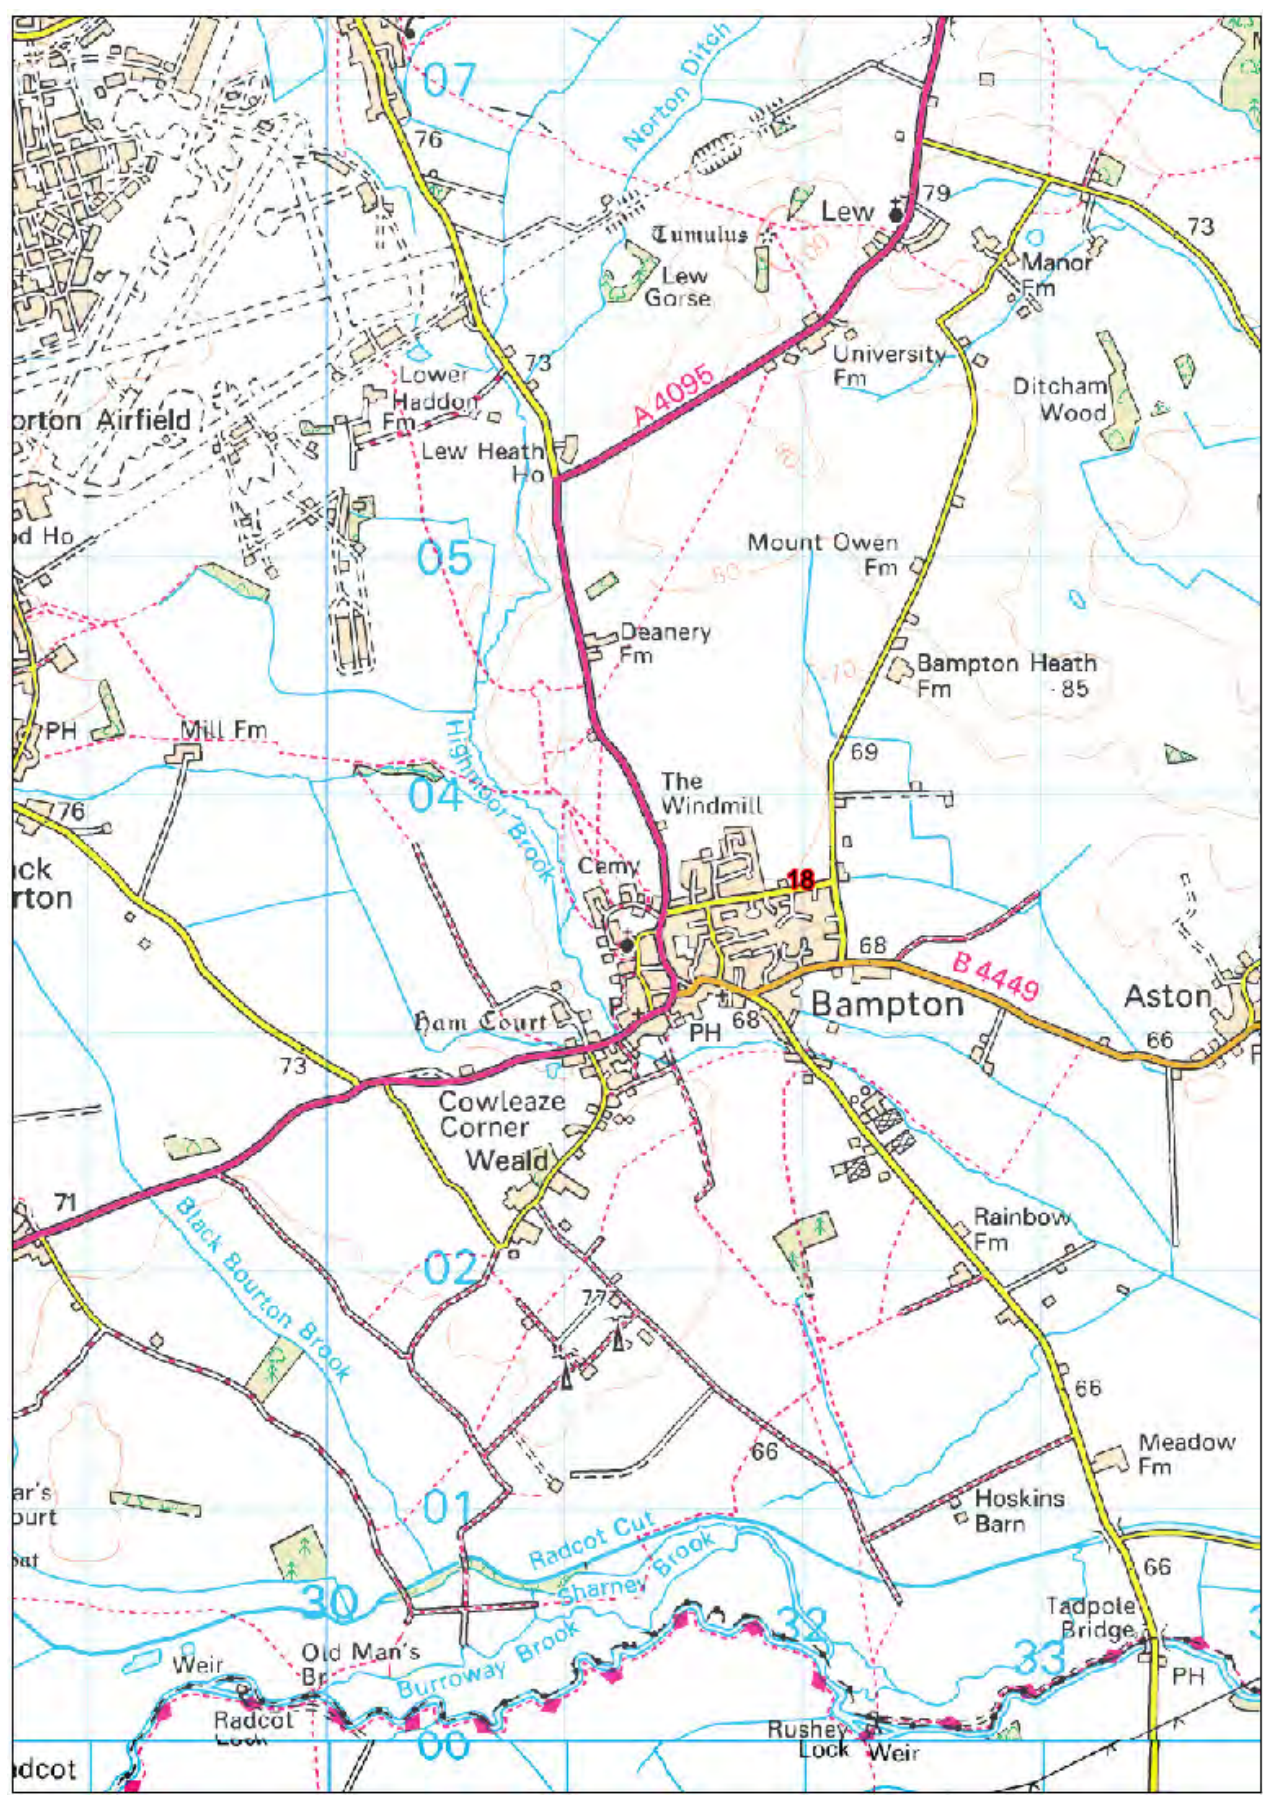 07
Norton Ditch
76
79
Lew
Tumulus
73
Lew
Gorse
Manor
Fm
73
University
Fm
Lower
Haddon
Fm
A 4095
Ditcham
Wood
orton Airfield
Lew Heath
Ho
05
Mount Owen
Fm
Deanery
Fm
Bampton Heath
Fm
85
70
PH
Mill Fm
Highmoor Brook
69
The
Windmill
04
76
Cemy
18
ck
rton
68
B 4449
Bampton
Aston
Ham Court
P
PH
68
66
73
Cowleaze
Corner
Weald
71
Black Bourton Brook
Rainbow
Fm
02
77
66
66
Meadow
Fm
ar's
ourt
01
Hoskins
Barn
Radcot Cut
Sharney Brook
66
30
32
Tadpole
Bridge
33
Old Man's
Br
Burroway Brook
Weir
PH
Radcot
Lock
Rushey
Lock
Weir
00
dcot